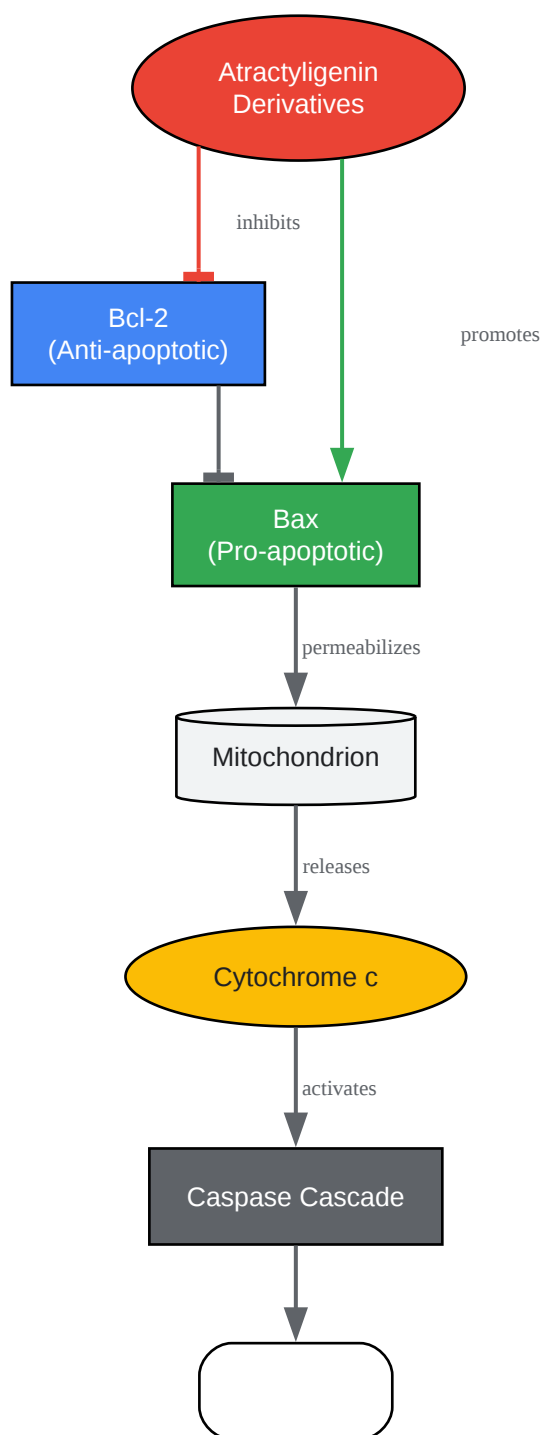 Atractyligenin
Derivatives
inhibits
Bcl-2
(Anti-apoptotic)
promotes
Bax
(Pro-apoptotic)
permeabilizes
Mitochondrion
releases
Cytochrome c
activates
Caspase Cascade